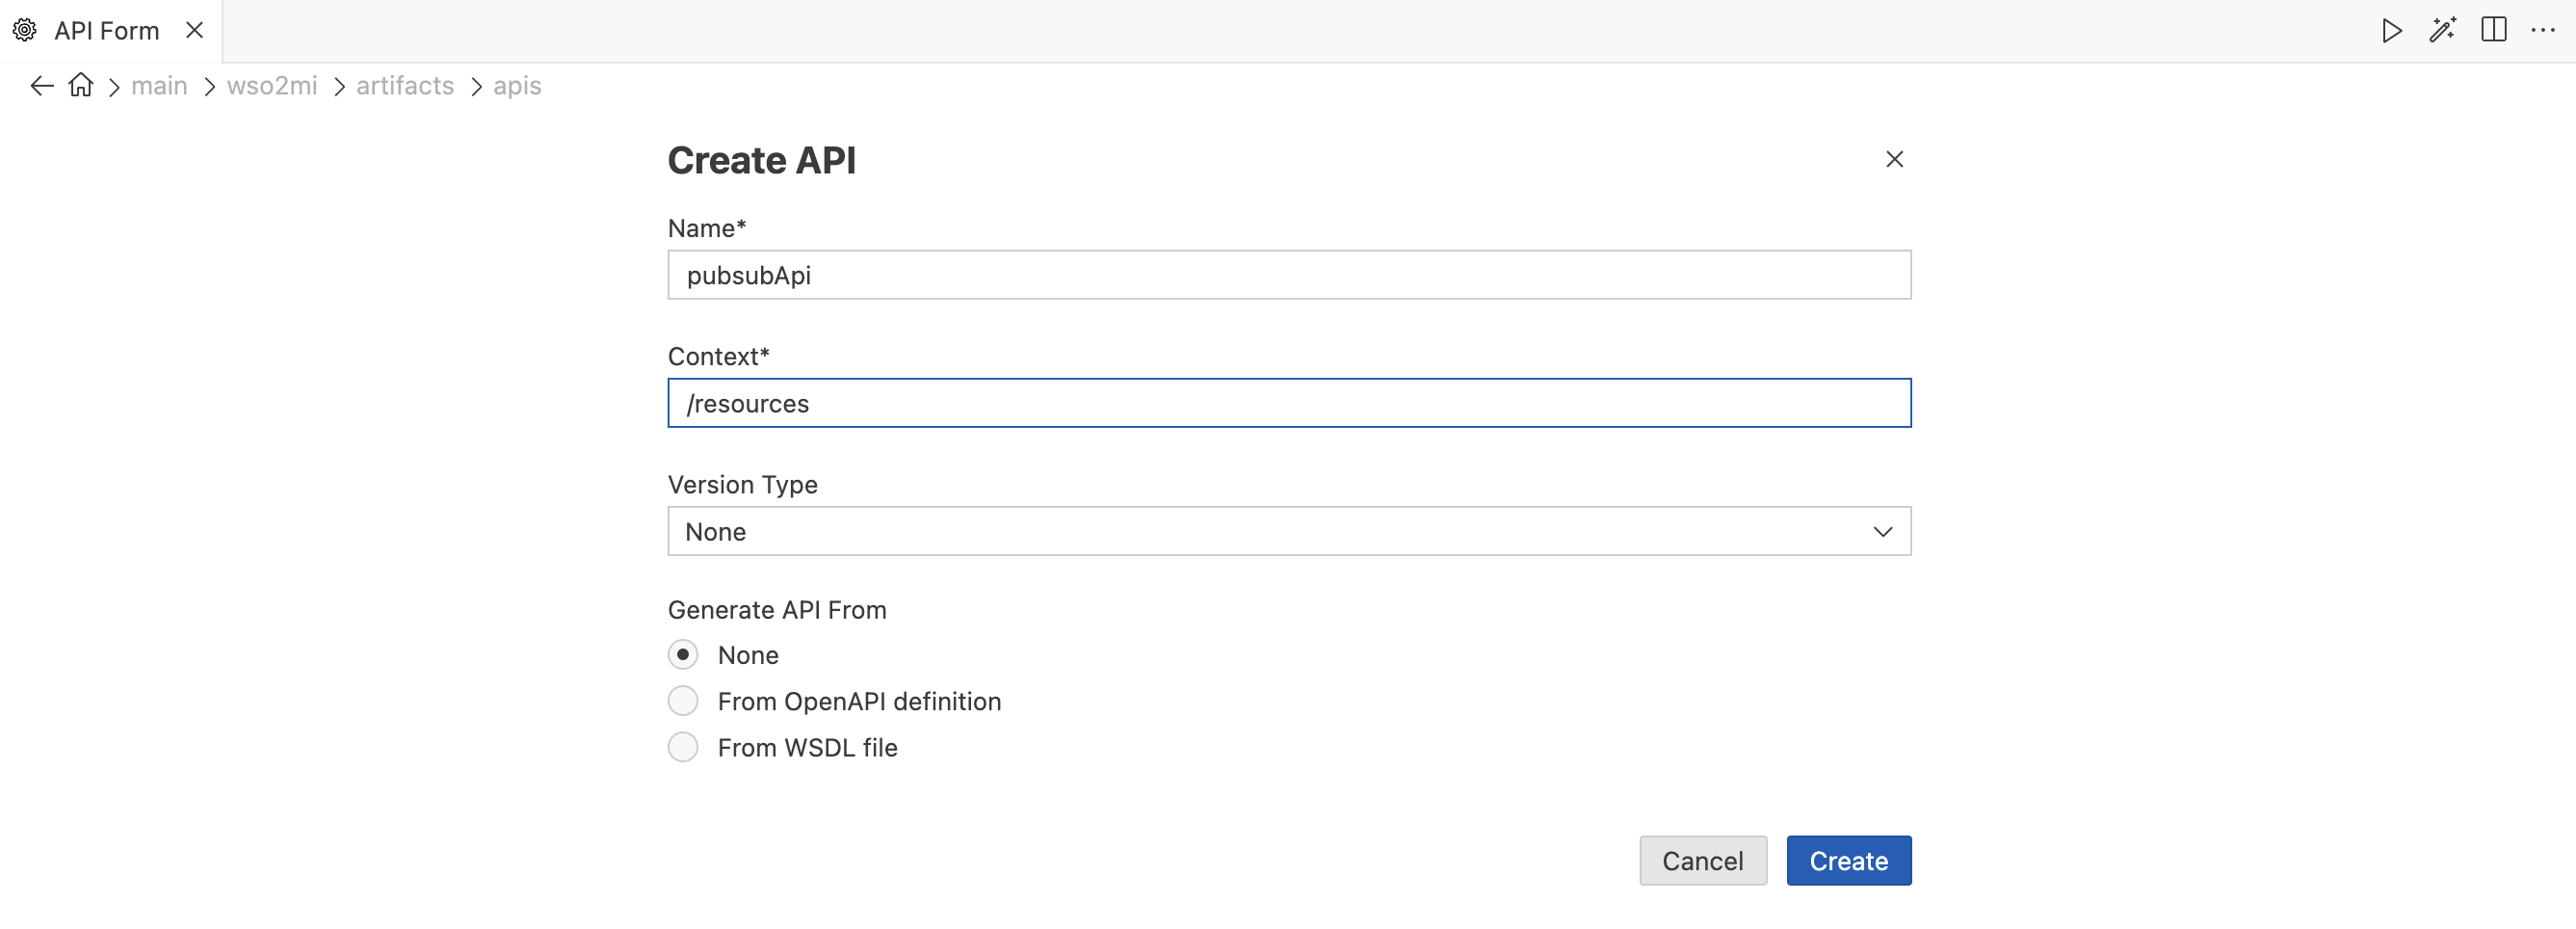 API Form
main > wso2mi > artifacts > apis
Create API
Name*
pubsubApi
Context*
/resources
Version Type
None
Generate API From
None
From OpenAPI definition
From WSDL file
Cancel Create